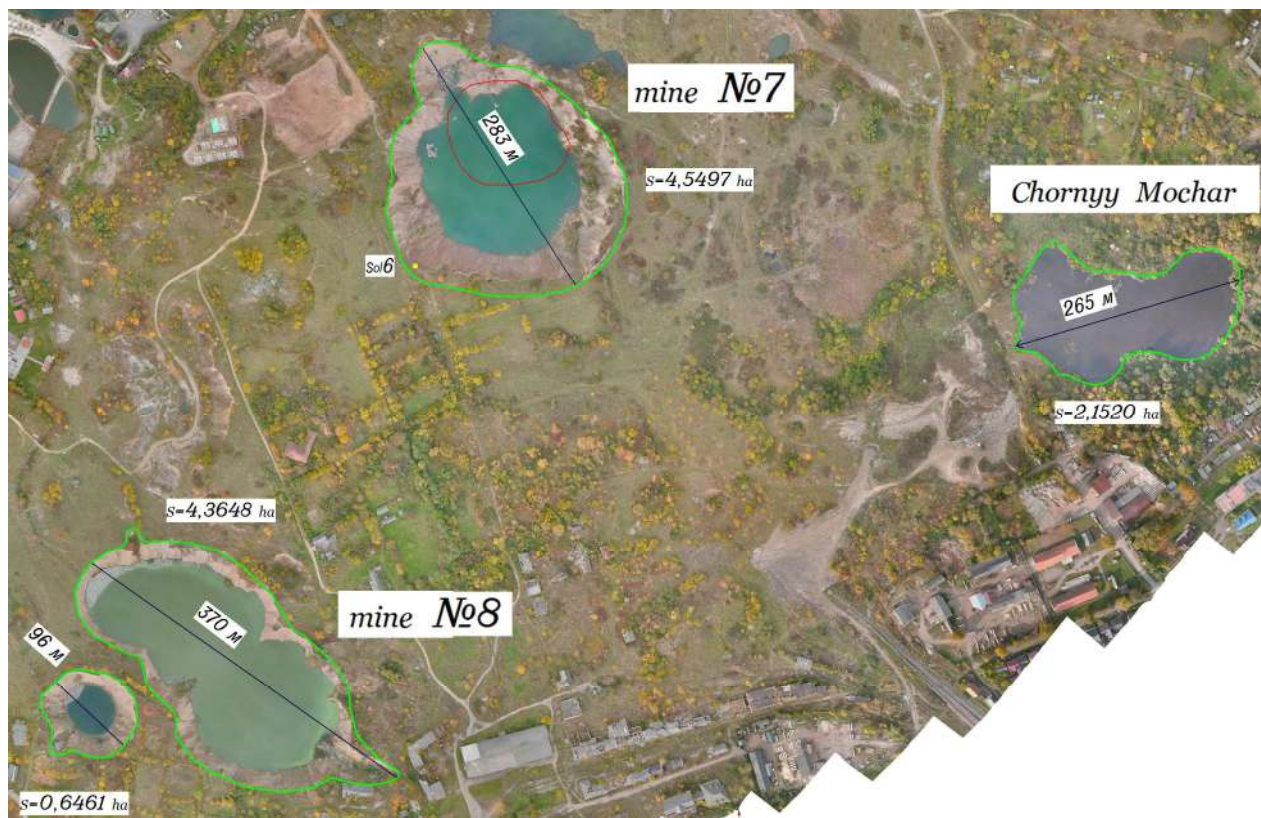 mine №7
283 м
s=4,5497 ha
Chornyy Mochar
Sol6
265 м
s=2,1520 ha
s=4,3648 ha
mine №8
370 м
96 м
s=0,6461 ha